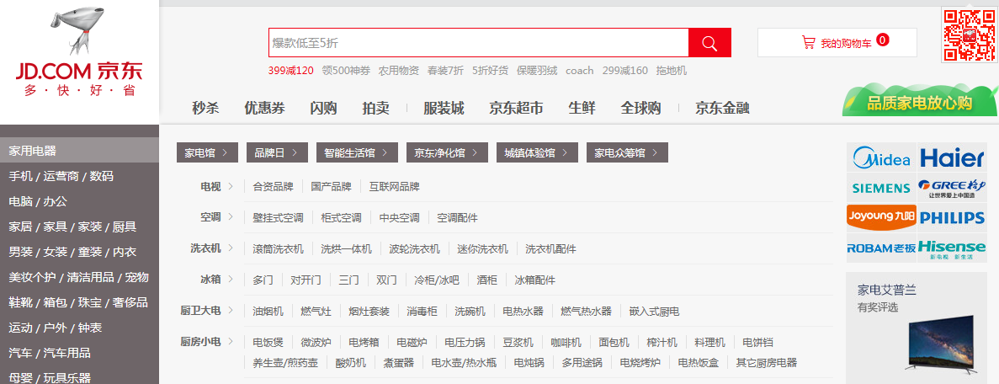 JD.COM 京东
多·快·好·省
爆款低至5折
我的购物车 0
399减120 领500神券 农用物资 春装7折 5折好货 保暖羽绒 coach 299减160 拖地机
秒杀 优惠券 闪购 拍卖 服装城 京东超市 生鲜 全球购 京东金融
品质家电放心购
家用电器
手机 / 运营商 / 数码
电脑 / 办公
家居 / 家具 / 家装 / 厨具
男装 / 女装 / 童装 / 内衣
美妆个护 / 清洁用品 / 宠物
鞋靴 / 箱包 / 珠宝 / 奢侈品
运动 / 户外 / 钟表
汽车 / 汽车用品
母婴 / 玩具乐器
家电馆 > 品牌日 > 智能生活馆 > 京东净化馆 > 城镇体验馆 > 家电众筹馆 >
电视 > 合资品牌 国产品牌 互联网品牌
空调 > 壁挂式空调 柜式空调 中央空调 空调配件
洗衣机 > 滚筒洗衣机 洗烘一体机 波轮洗衣机 迷你洗衣机 洗衣机配件
冰箱 > 多门 对开门 三门 双门 冷柜/冰吧 酒柜 冰箱配件
厨卫大电 > 油烟机 燃气灶 烟灶套装 消毒柜 洗碗机 电热水器 燃气热水器 嵌入式厨电
厨房小电 > 电饭煲 微波炉 电烤箱 电磁炉 电压力锅 豆浆机 咖啡机 面包机 榨汁机 料理机 电饼铛
养生壶/煎药壶 酸奶机 煮蛋器 电水壶/热水瓶 电炖锅 多用途锅 电烧烤炉 电热饭盒 其它厨房电器
Midea Haier
SIEMENS GREE 格力
让世界爱上中国造
Joyoung 九阳 PHILIPS
ROBAM 老板 Hisense
新电视 新生活
家电艾普兰
有奖评选